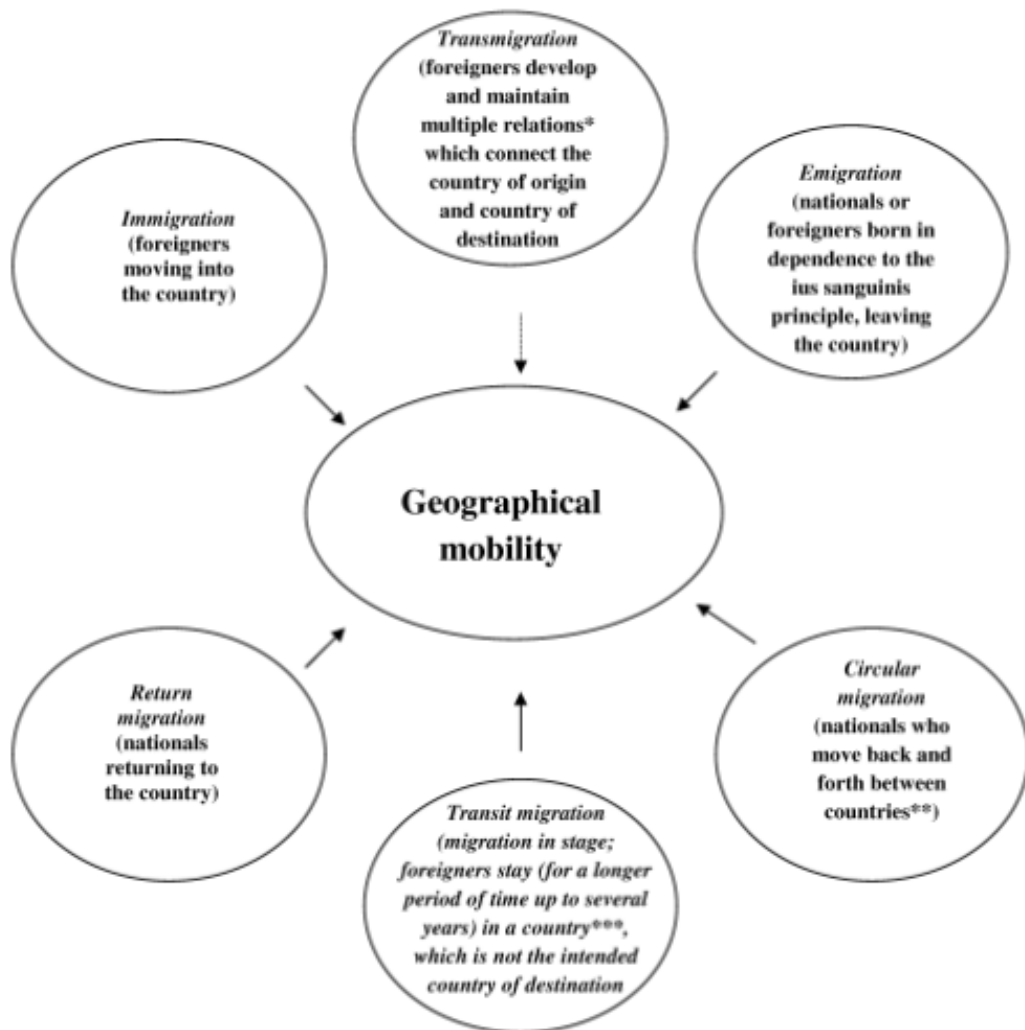 Transmigration
(foreigners develop
and maintain
multiple relations*
which connect the
country of origin
and country of
destination
Immigration
(foreigners
moving into
the country)
Emigration
(nationals or
foreigners born in
dependence to the
ius sanguinis
principle, leaving
the country)
Geographical
mobility
Return
migration
(nationals
returning to
the country)
Transit migration
(migration in stage;
foreigners stay (for a longer
period of time up to several
years) in a country***,
which is not the intended
country of destination
Circular
migration
(nationals who
move back and
forth between
countries**)